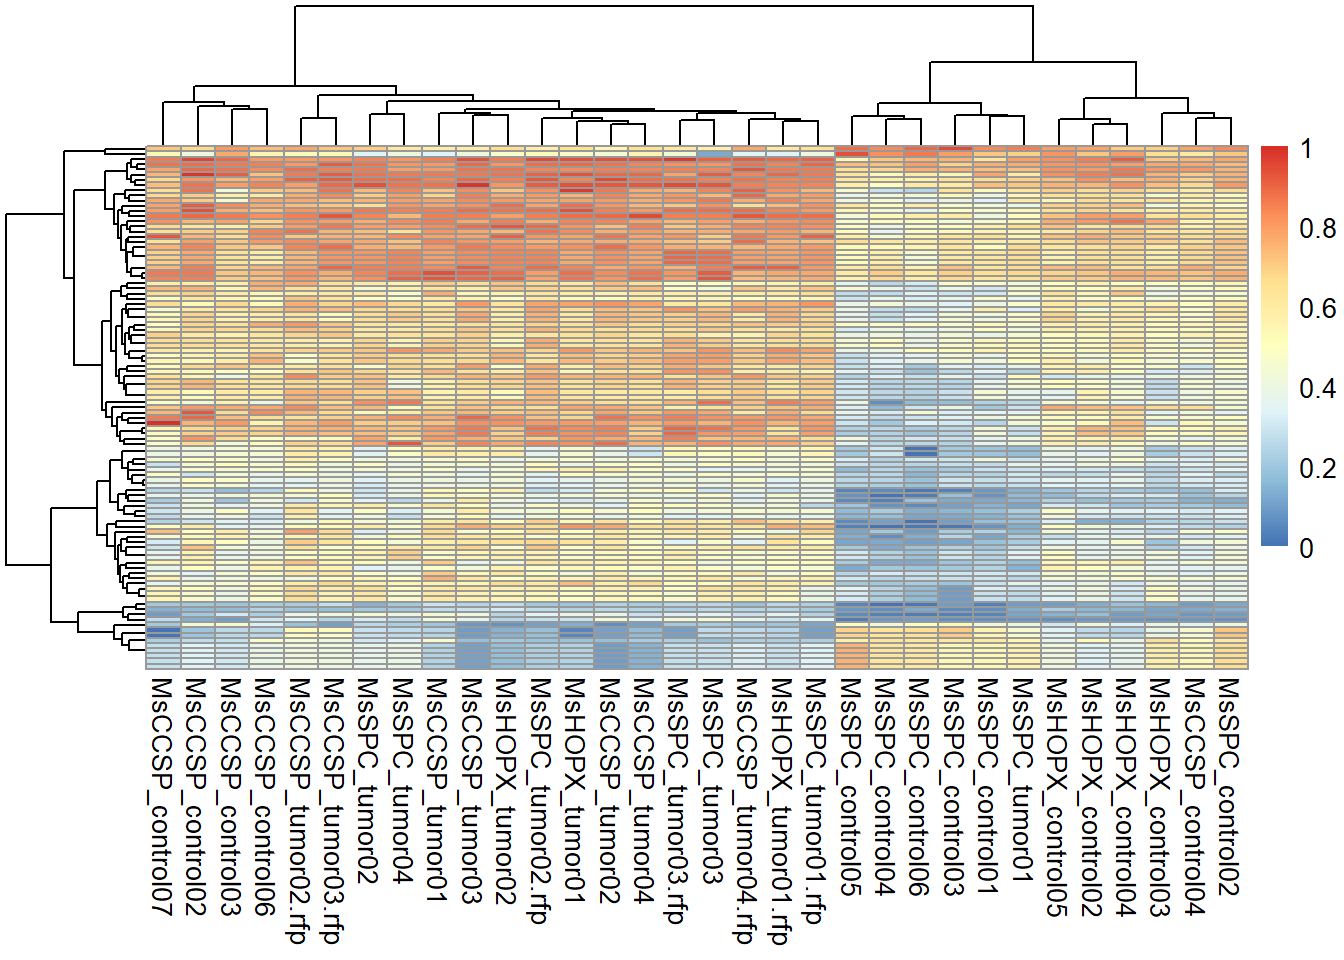 1
0.8
0.6
0.4
0.2
0
MsCCSP_control07
MsCCSP_control02
MsCCSP_control03
MsCCSP_control06
MsCCSP_tumor02.rfp
MsCCSP_tumor03.rfp
MsSPC_tumor02
MsSPC_tumor04
MsCCSP_tumor01
MsCCSP_tumor03
MsHOPX_tumor02
MsSPC_tumor02.rfp
MsHOPX_tumor01
MsCCSP_tumor02
MsCCSP_tumor04
MsSPC_tumor03.rfp
MsSPC_tumor03
MsCCSP_tumor04.rfp
MsHOPX_tumor01.rfp
MsSPC_tumor01.rfp
MsSPC_control05
MsSPC_control04
MsSPC_control06
MsSPC_control03
MsSPC_control01
MsSPC_tumor01
MsHOPX_control05
MsHOPX_control02
MsHOPX_control04
MsHOPX_control03
MsCCSP_control04
MsSPC_control02